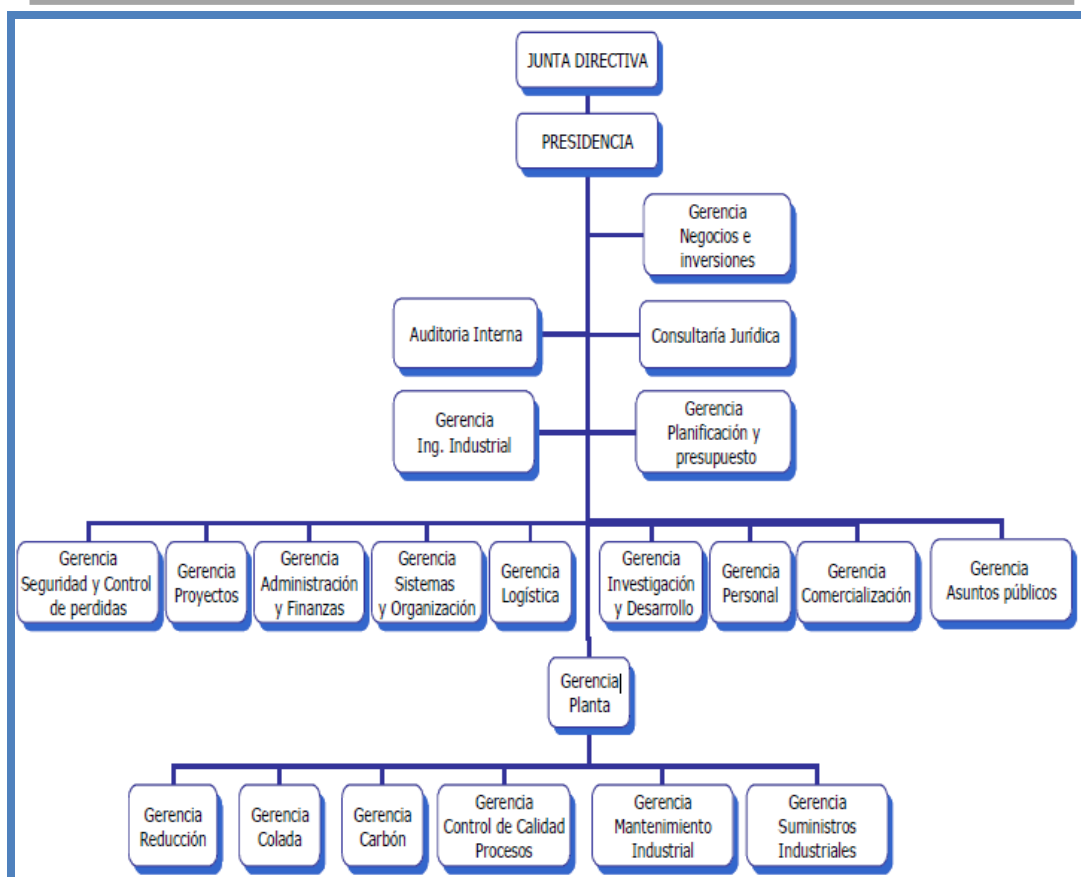 JUNTA DIRECTIVA
PRESIDENCIA
Gerencia
Negocios e
inversiones
Auditoria Interna
Consultaría Jurídica
Gerencia
Ing. Industrial
Gerencia
Planificación y
presupuesto
Gerencia
Seguridad y Control
de perdidas
Gerencia
Proyectos
Gerencia
Administración
y Finanzas
Gerencia
Sistemas
y Organización
Gerencia
Logística
Gerencia
Investigación
y Desarrollo
Gerencia
Personal
Gerencia
Comercialización
Gerencia
Asuntos públicos
Gerencia
Planta
Gerencia
Reducción
Gerencia
Colada
Gerencia
Carbón
Gerencia
Control de Calidad
Procesos
Gerencia
Mantenimiento
Industrial
Gerencia
Suministros
Industriales